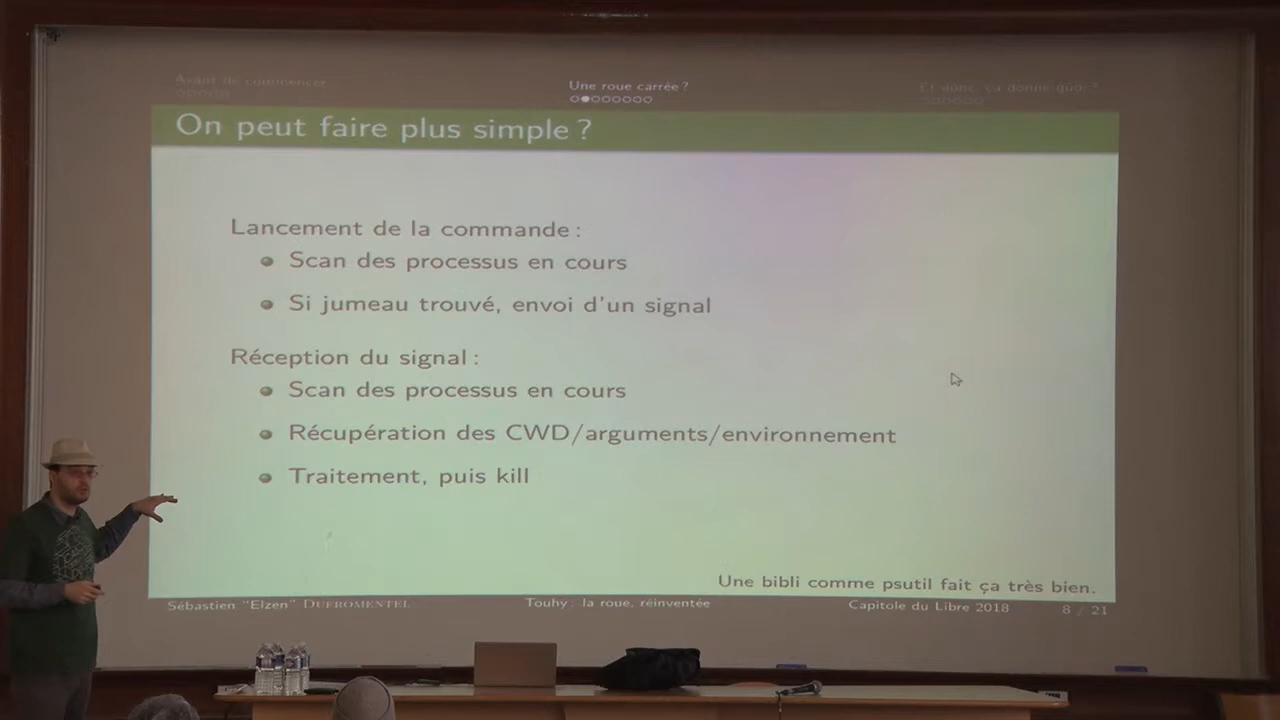 Avant de commencer
Une roue carrée ?
Et donc, ça donne quoi ?
On peut faire plus simple ?
Lancement de la commande :
Scan des processus en cours
Si jumeau trouvé, envoi d'un signal
Réception du signal :
Scan des processus en cours
Récupération des CWD/arguments/environnement
Traitement, puis kill
Une bibli comme psutil fait ça très bien.
Sébastien "Elzen" DUFROMENTEL
Touhy : la roue, réinventée
Capitole du Libre 2018
8 / 21